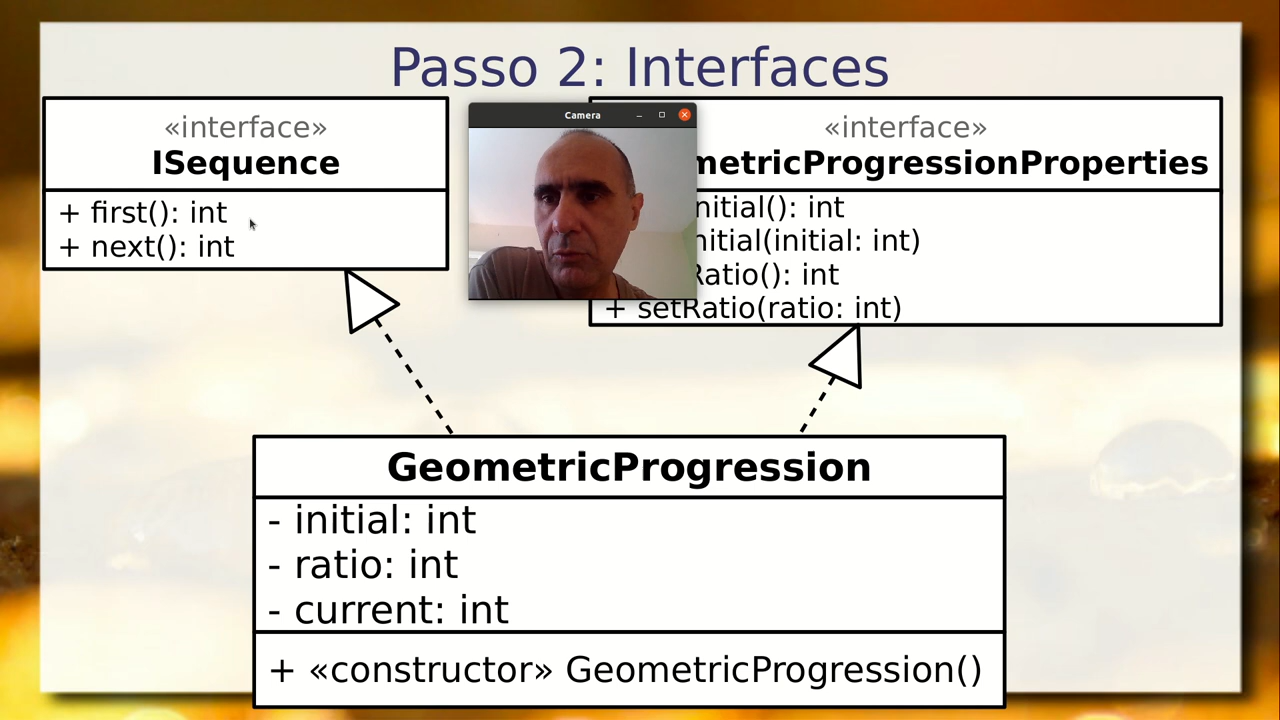 Passo 2: Interfaces
«interface»
ISequence
+ first(): int
+ next(): int
Camera
«interface»
metricProgressionProperties
nitial(): int
nitial(initial: int)
Ratio(): int
+ setRatio(ratio: int)
GeometricProgression
- initial: int
- ratio: int
- current: int
+ «constructor» GeometricProgression()